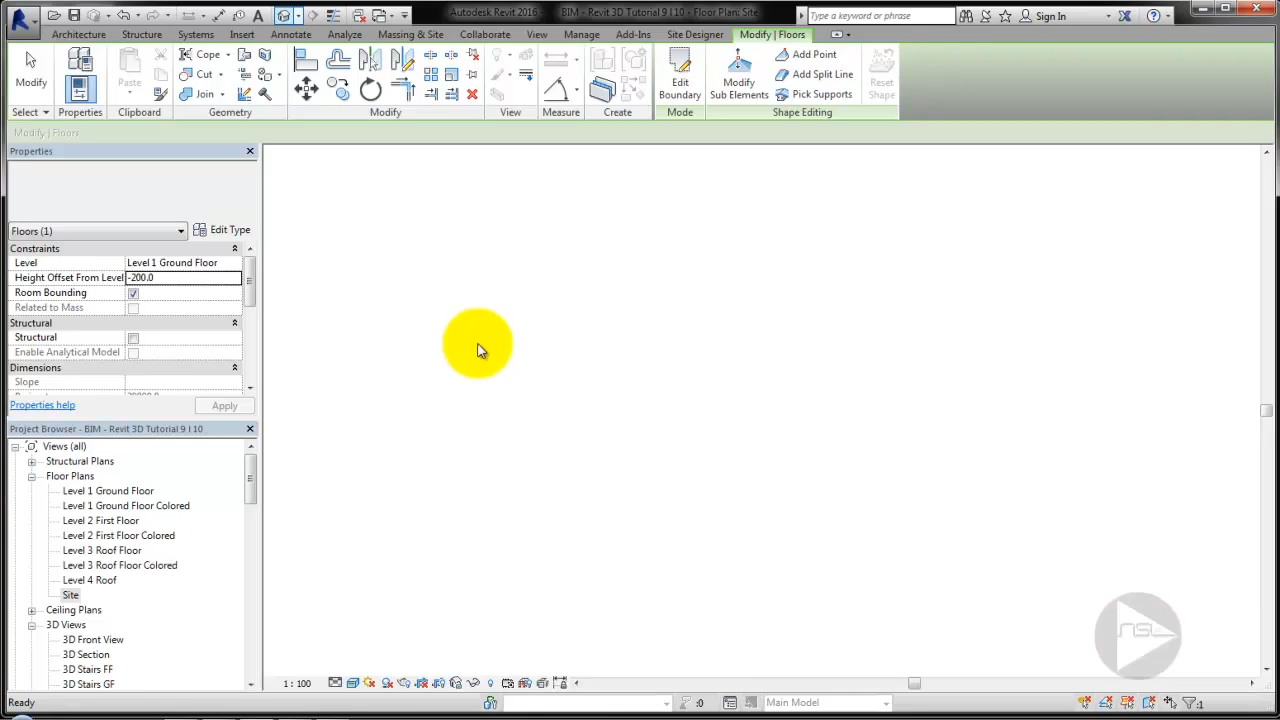 Autodesk Revit 2016 - BIM - Revit 3D Tutorial 9 I 10 - Floor Plan: Site
Type a keyword or phrase
Sign In
Architecture Structure Systems Insert Annotate Analyze Massing & Site Collaborate View Manage Add-Ins Site Designer Modify | Floors
Modify
Properties
Paste
Cope
Cut
Join
Edit Boundary
Modify Sub Elements
Add Point
Add Split Line
Pick Supports
Reset Shape
Select Properties Clipboard Geometry Modify View Measure Create Mode Shape Editing
Modify | Floors
Properties
Floors (1)
Edit Type
Constraints
Level Level 1 Ground Floor
Height Offset From Level -200.0
Room Bounding
Related to Mass
Structural
Structural
Enable Analytical Model
Dimensions
Slope
Properties help
Apply
Project Browser - BIM - Revit 3D Tutorial 9 I 10
Views (all)
Structural Plans
Floor Plans
Level 1 Ground Floor
Level 1 Ground Floor Colored
Level 2 First Floor
Level 2 First Floor Colored
Level 3 Roof Floor
Level 3 Roof Floor Colored
Level 4 Roof
Site
Ceiling Plans
3D Views
3D Front View
3D Section
3D Stairs FF
3D Stairs GF
1 : 100
Ready
:0
Main Model
:1